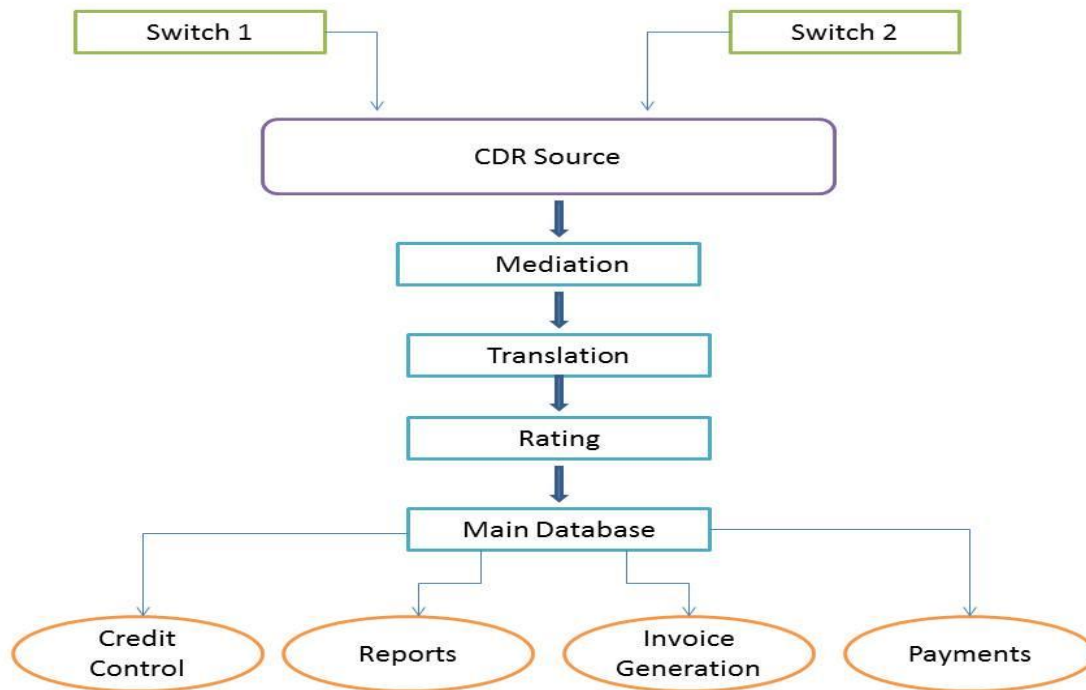 Switch 1
Switch 2
CDR Source
Mediation
Translation
Rating
Main Database
Credit
Control
Reports
Invoice
Generation
Payments